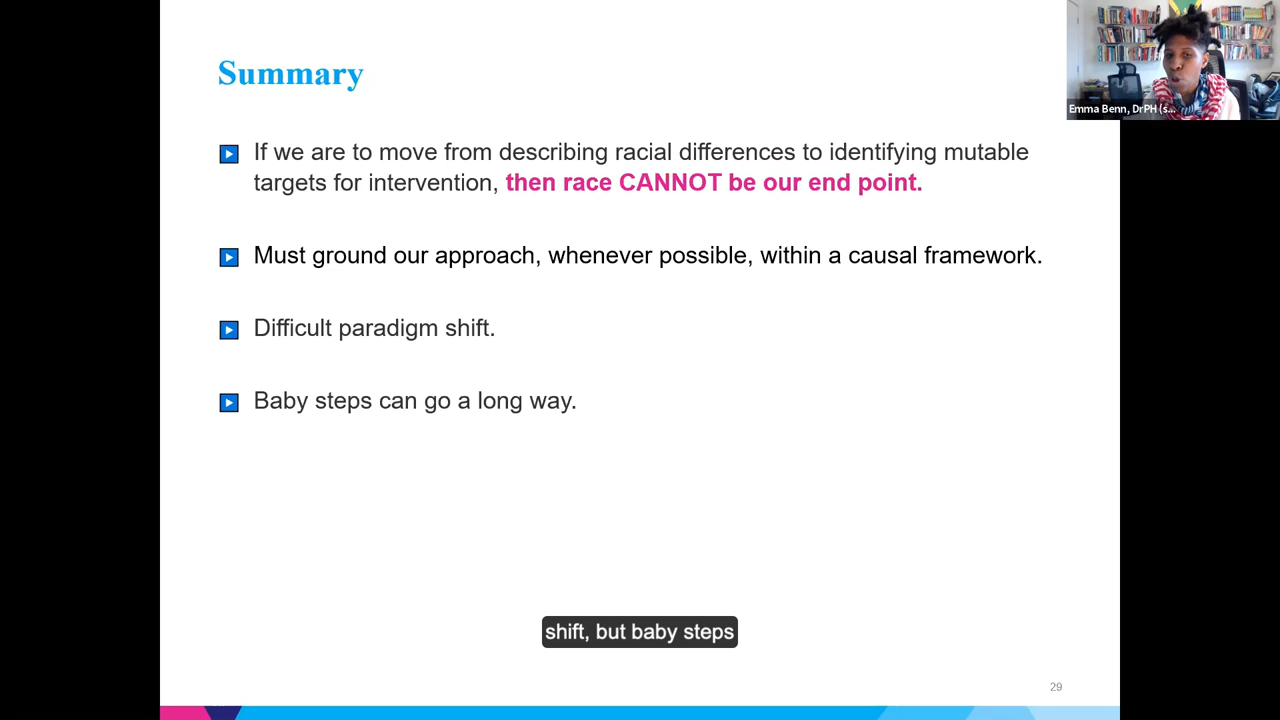 Summary
Emma Benn, DrPH (s...
If we are to move from describing racial differences to identifying mutable
targets for intervention, then race CANNOT be our end point.
Must ground our approach, whenever possible, within a causal framework.
Difficult paradigm shift.
Baby steps can go a long way.
shift, but baby steps
29